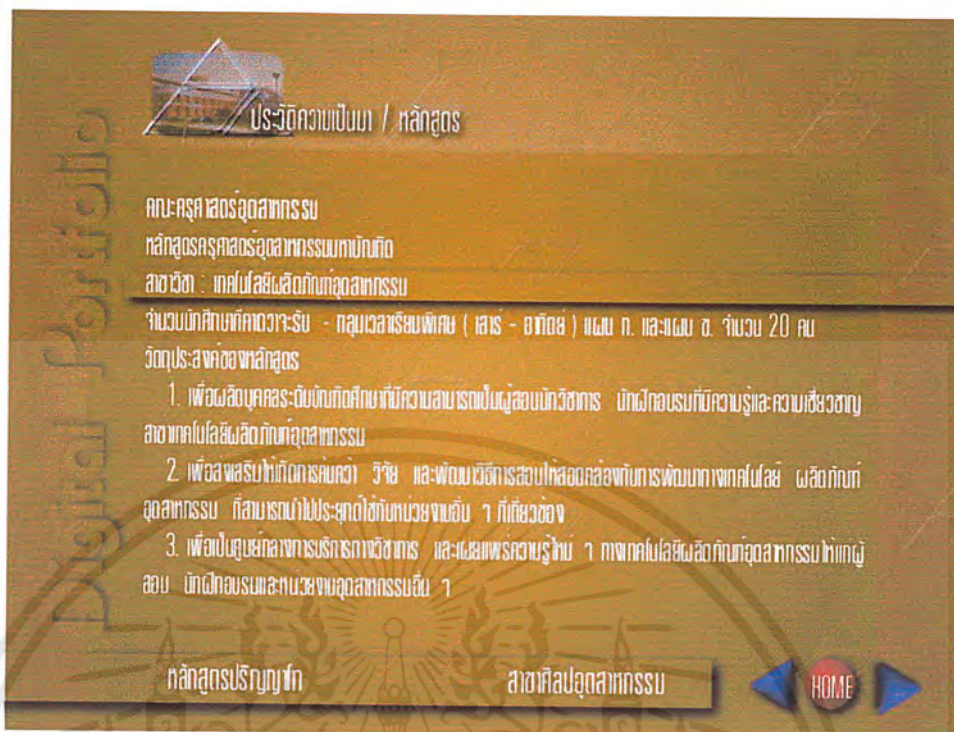 ประวัติความเป็นมา / หลักสูตร
Digital Portfolio
คณะครุศาสตร์อุตสาหกรรม
หลักสูตรครุศาสตร์อุตสาหกรรมมหาบัณฑิต
สาขาวิชา : เทคโนโลยีผลิตภัณฑ์อุตสาหกรรม
จำนวนนักศึกษาที่คาดว่าจะรับ - กลุ่มเวลาเรียนพิเศษ ( เสาร์ - อาทิตย์ ) แผน ก. และแผน ข. จำนวน 20 คน
วัตถุประสงค์ของหลักสูตร
1. เพื่อผลิตบุคคลระดับบัณฑิตศึกษาที่มีความสามารถเป็นผู้สอนนักวิชาการ นักฝึกอบรมที่มีความรู้และความเชี่ยวชาญ
สาขาเทคโนโลยีผลิตภัณฑ์อุตสาหกรรม
2. เพื่อส่งเสริมให้เกิดการค้นคว้า วิจัย และพัฒนาวิธีการสอนให้สอดคล้องกับการพัฒนาทางเทคโนโลยี ผลิตภัณฑ์
อุตสาหกรรม ที่สามารถนำไปประยุกต์ใช้กับหน่วยงานอื่น ๆ ที่เกี่ยวข้อง
3. เพื่อเป็นศูนย์กลางการบริการทางวิชาการ และเผยแพร่ความรู้ใหม่ ๆ ทางเทคโนโลยีผลิตภัณฑ์อุตสาหกรรมให้แก่ผู้
สอน นักฝึกอบรมและหน่วยงานอุตสาหกรรมอื่น ๆ
หลักสูตรปริญญาโท
สาขาศิลปอุตสาหกรรม
HOME